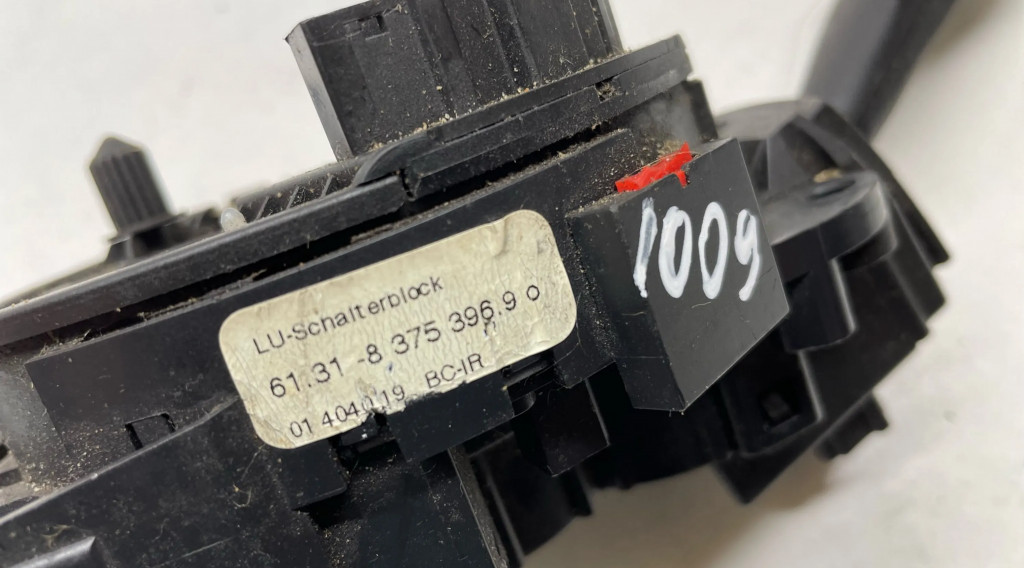 LU-Schalterblock
61.31 -8 375 396.9 o
01 404019 BC-IR
1009